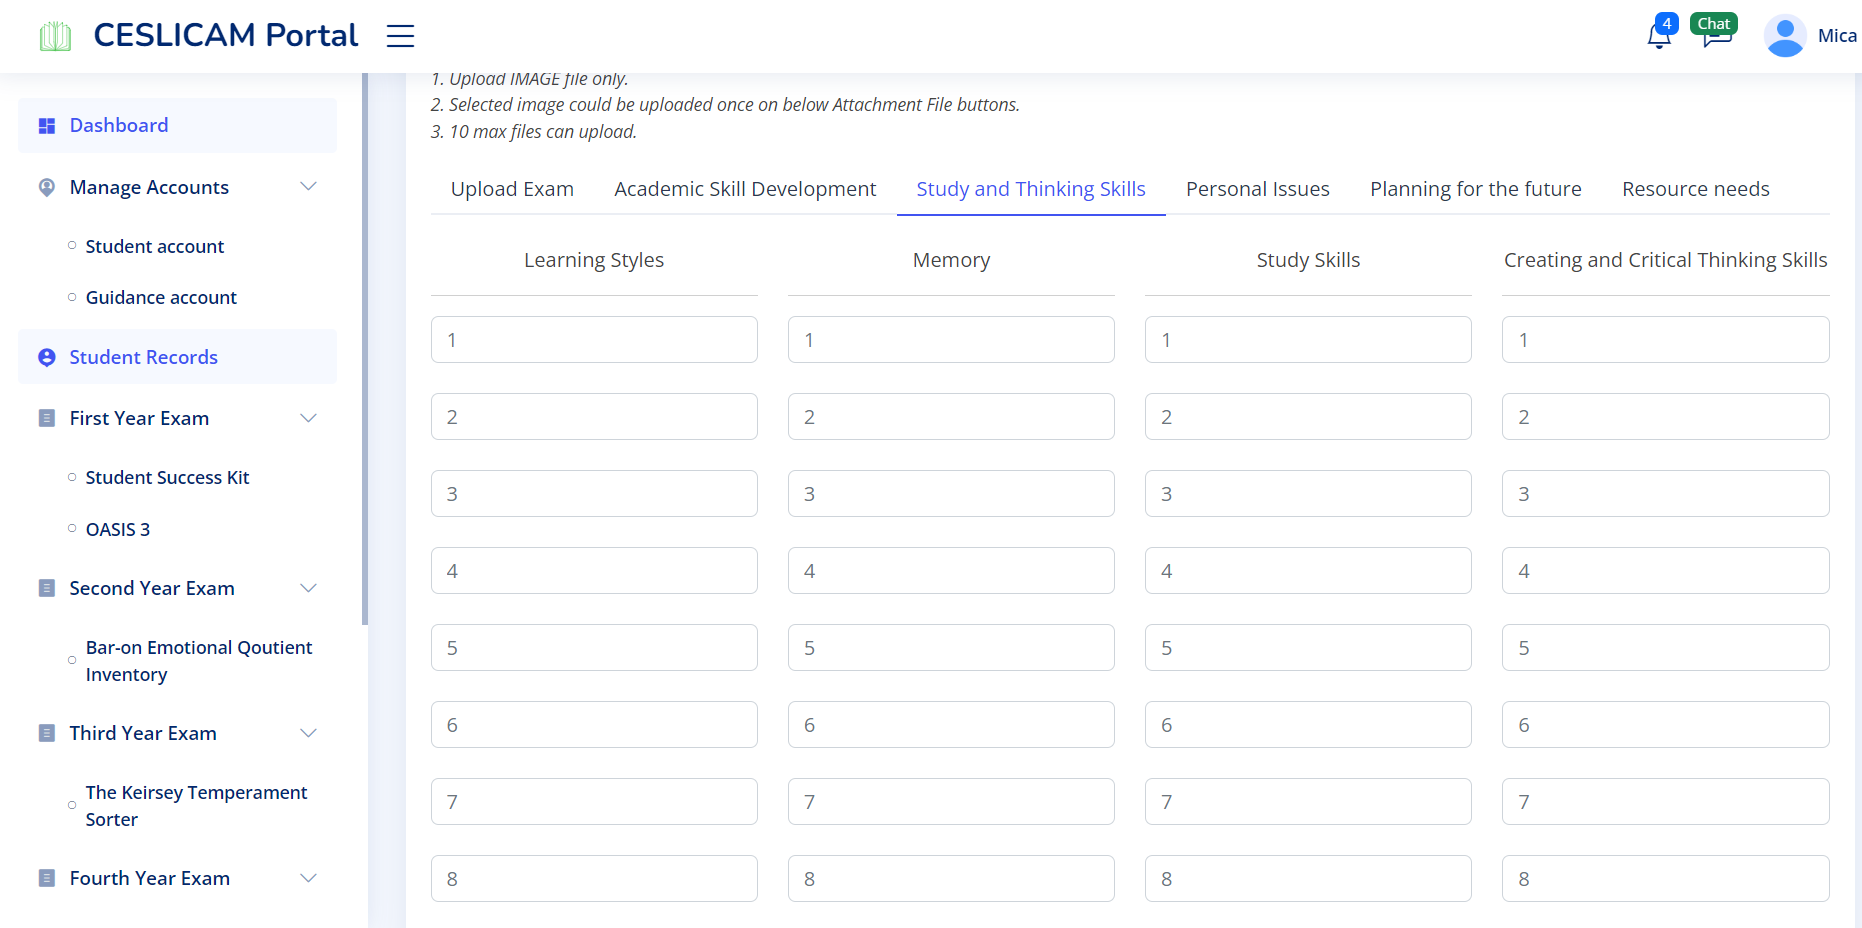 CESLICAM Portal
4
Chat
Mica
Dashboard
Manage Accounts
Student account
Guidance account
Student Records
First Year Exam
Student Success Kit
OASIS 3
Second Year Exam
Bar-on Emotional Qoutient
Inventory
Third Year Exam
The Keirsey Temperament
Sorter
Fourth Year Exam
1. Upload IMAGE file only.
2. Selected image could be uploaded once on below Attachment File buttons.
3. 10 max files can upload.
Upload Exam Academic Skill Development Study and Thinking Skills Personal Issues Planning for the future Resource needs
Learning Styles Memory Study Skills Creating and Critical Thinking Skills
1 1 1 1
2 2 2 2
3 3 3 3
4 4 4 4
5 5 5 5
6 6 6 6
7 7 7 7
8 8 8 8